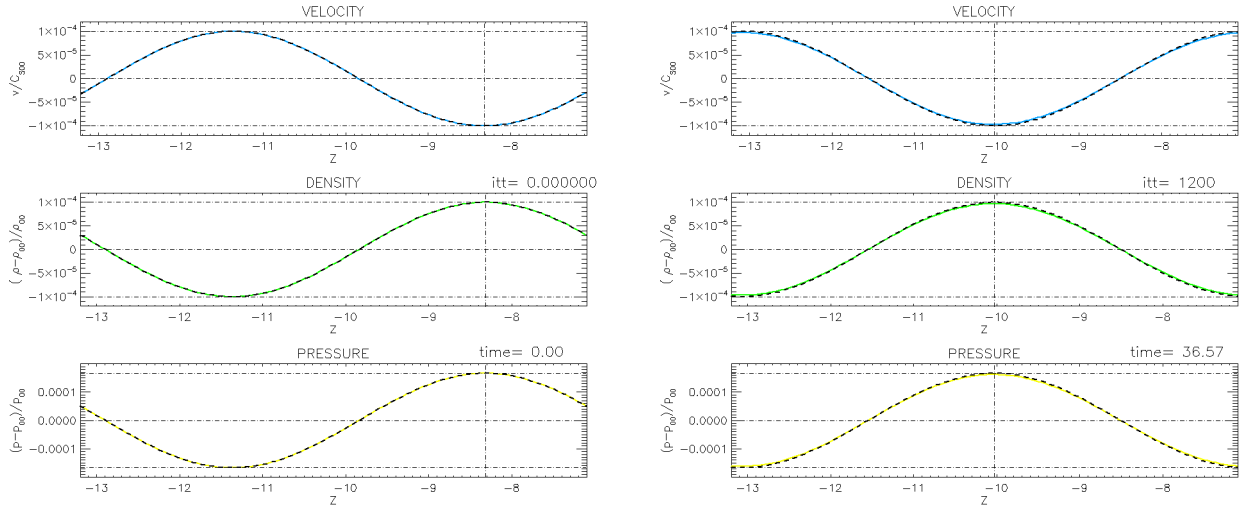 VELOCITY
1×10⁻⁴
5×10⁻⁵
0
−5×10⁻⁵
−1×10⁻⁴
v/C_S00
−13 −12 −11 −10 −9 −8
Z
DENSITY itt= 0.000000
1×10⁻⁴
5×10⁻⁵
0
−5×10⁻⁵
−1×10⁻⁴
(ρ−ρ₀₀)/ρ₀₀
−13 −12 −11 −10 −9 −8
Z
PRESSURE time= 0.00
0.0001
0.0000
−0.0001
(p−p₀₀)/p₀₀
−13 −12 −11 −10 −9 −8
Z
VELOCITY
1×10⁻⁴
5×10⁻⁵
0
−5×10⁻⁵
−1×10⁻⁴
v/C_S00
−13 −12 −11 −10 −9 −8
Z
DENSITY itt= 1200
1×10⁻⁴
5×10⁻⁵
0
−5×10⁻⁵
−1×10⁻⁴
( ρ−ρ₀₀)/ρ₀₀
−13 −12 −11 −10 −9 −8
Z
PRESSURE time= 36.57
0.0001
0.0000
−0.0001
(p−p₀₀)/p₀₀
−13 −12 −11 −10 −9 −8
Z